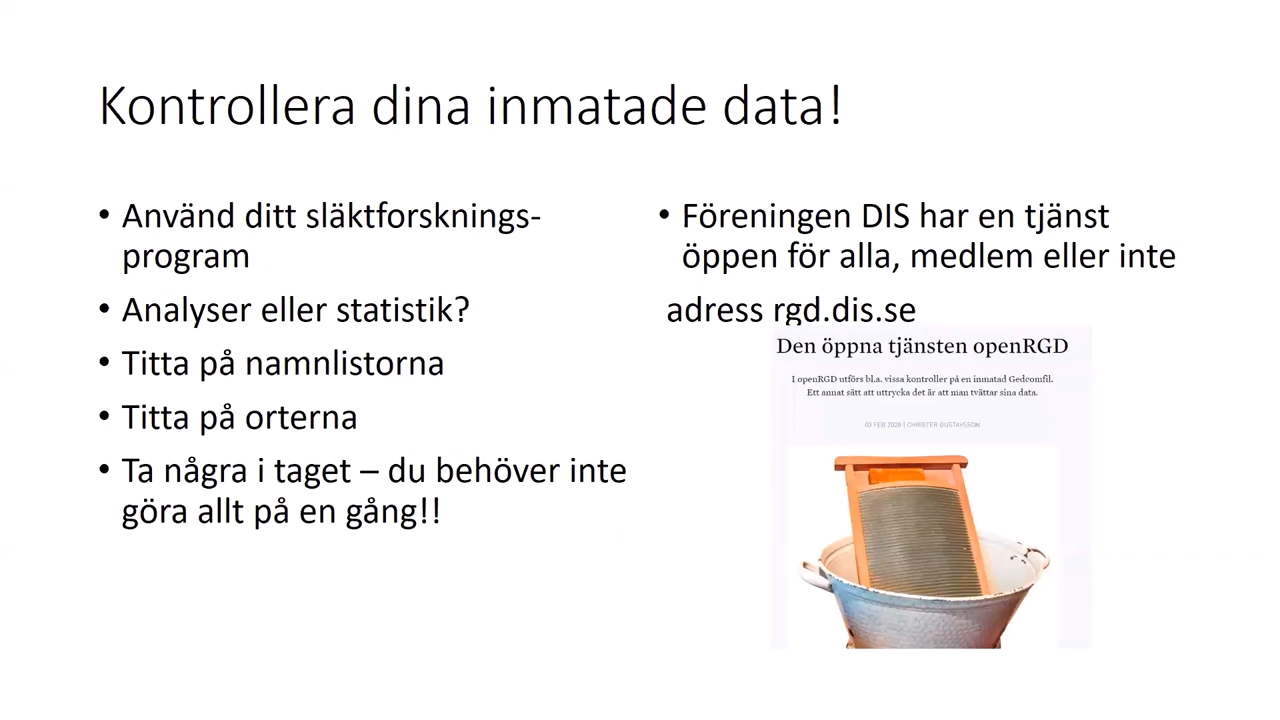 Kontrollera dina inmatade data!
• Använd ditt släktforsknings-
program
• Analyser eller statistik?
• Titta på namnlistorna
• Titta på orterna
• Ta några i taget – du behöver inte
göra allt på en gång!!
• Föreningen DIS har en tjänst
öppen för alla, medlem eller inte
adress rgd.dis.se
Den öppna tjänsten openRGD
I openRGD utförs bl.a. vissa kontroller på en inmatad Gedcomfil.
Ett annat sätt att uttrycka det är att man tvättar sina data.
03 FEB 2020 | CHRISTER GUSTAVSSON